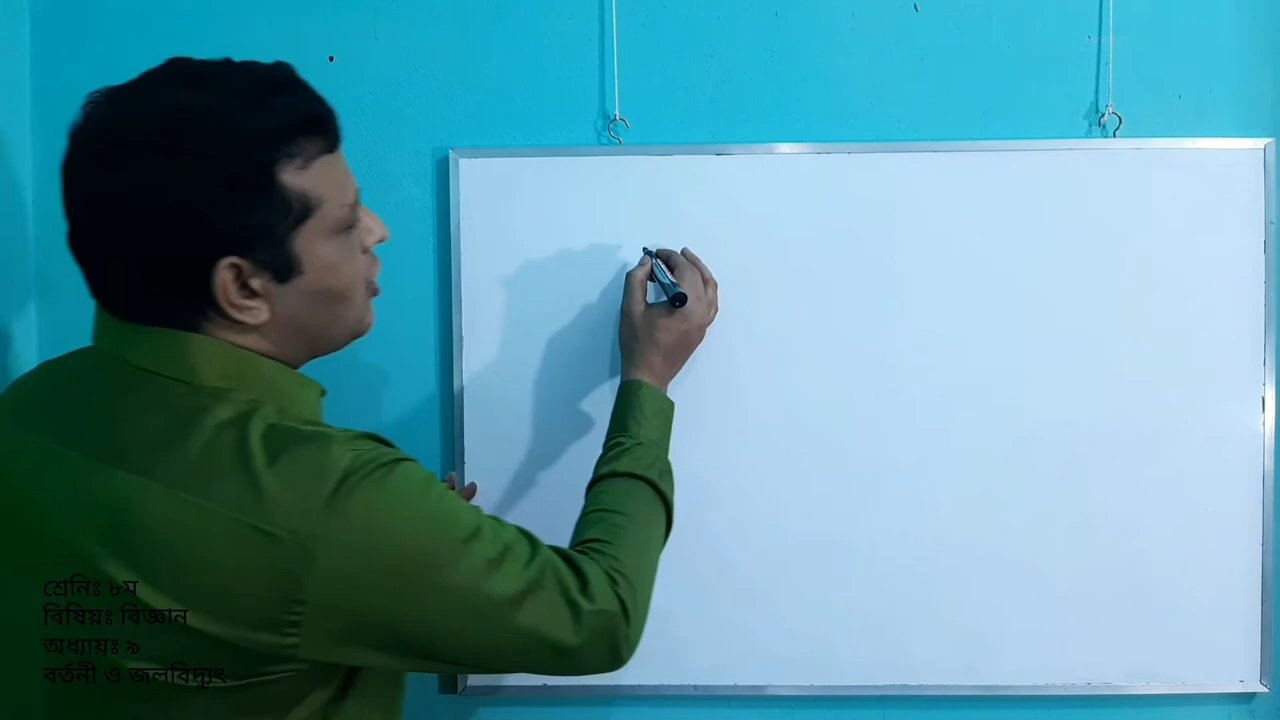 শ্রেনিঃ ৮ম
বিষিয়ঃ বিজ্ঞান
অধ্যায়ঃ ৯
বর্তনী ও জলবিদ্যুৎ